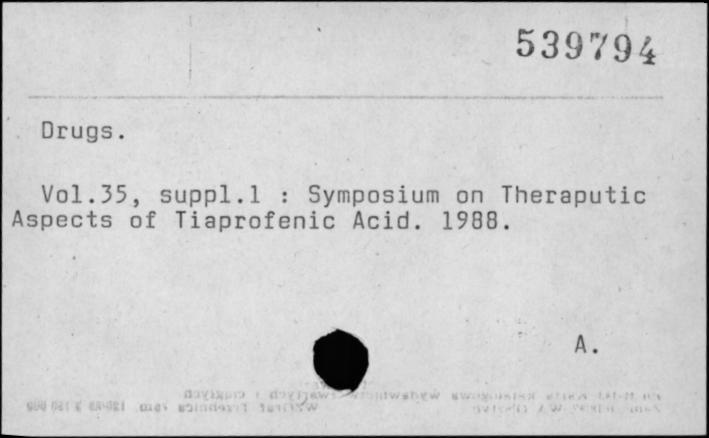 539794
Drugs.
Vol.35, suppl.1 : Symposium on Theraputic
Aspects of Tiaprofenic Acid. 1988.
A.